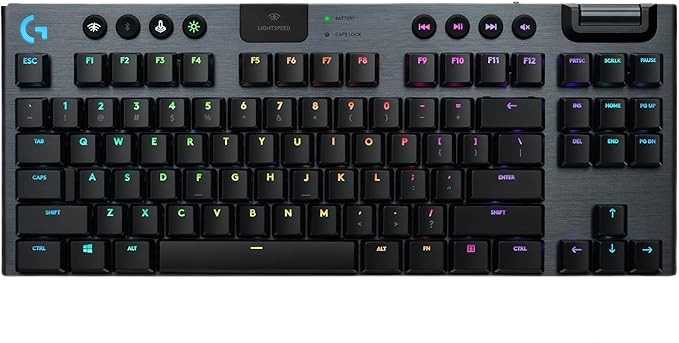 G
LIGHTSPEED
BATTERY
CAPS LOCK
ESC F1 F2 F3 F4 F5 F6 F7 F8 F9 F10 F11 F12 PRTSC SCRLK PAUSE
~ ! @ # $ % ^ & * ( ) _ +
` 1 2 3 4 5 6 7 8 9 0 - = ← INS HOME PG UP
TAB Q W E R T Y U I O P [ ] \ DEL END PG DN
CAPS A S D F G H J K L ; ' ENTER
SHIFT Z X C V B N M , . / ? SHIFT ↑
CTRL ALT ALT FN CTRL ← ↓ →